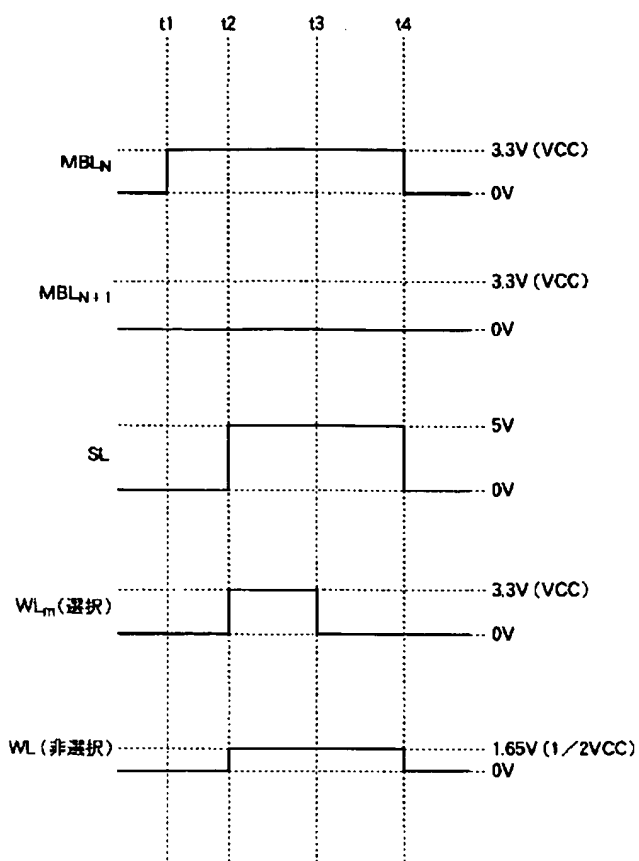 t1 t2 t3 t4
MBLN
3.3V (VCC)
0V
MBLN+1
3.3V (VCC)
0V
SL
5V
0V
WLm (選択)
3.3V (VCC)
0V
WL (非選択)
1.65V (1/2VCC)
0V